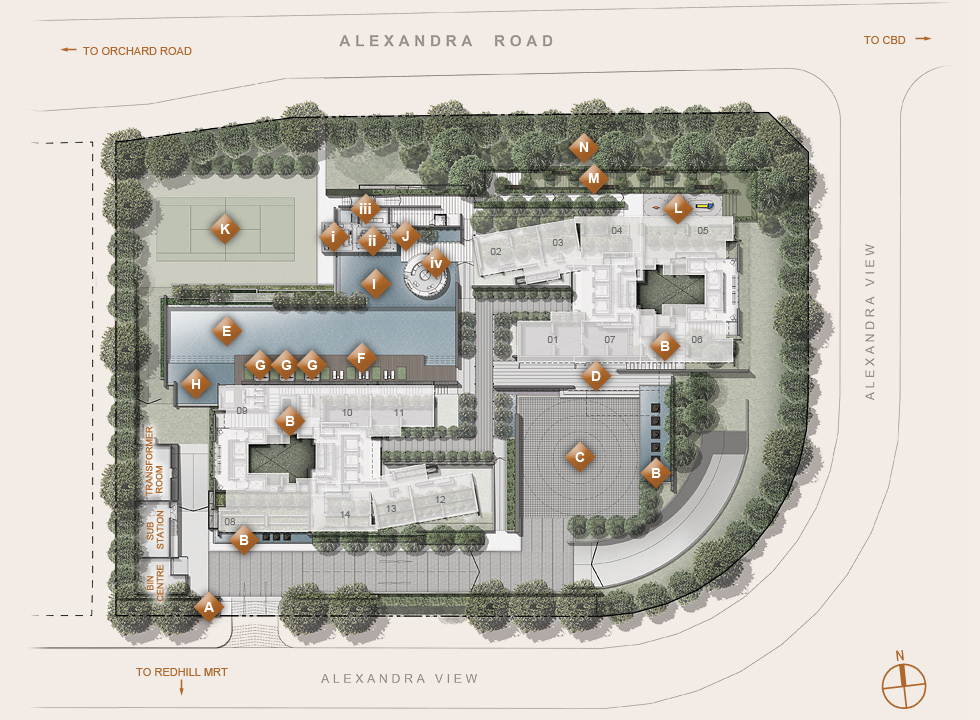 ALEXANDRA ROAD
TO CBD
TO ORCHARD ROAD
N
M
iii
L
K
i
ii
J
04
05
03
02
iv
I
ALEXANDRA VIEW
E
01
07
B
06
G
G
G
F
H
D
09
B
10
11
C
TRANSFORMER
ROOM
B
12
13
14
08
SUB
STATION
B
BIN
CENTRE
A
TO REDHILL MRT
ALEXANDRA VIEW
N